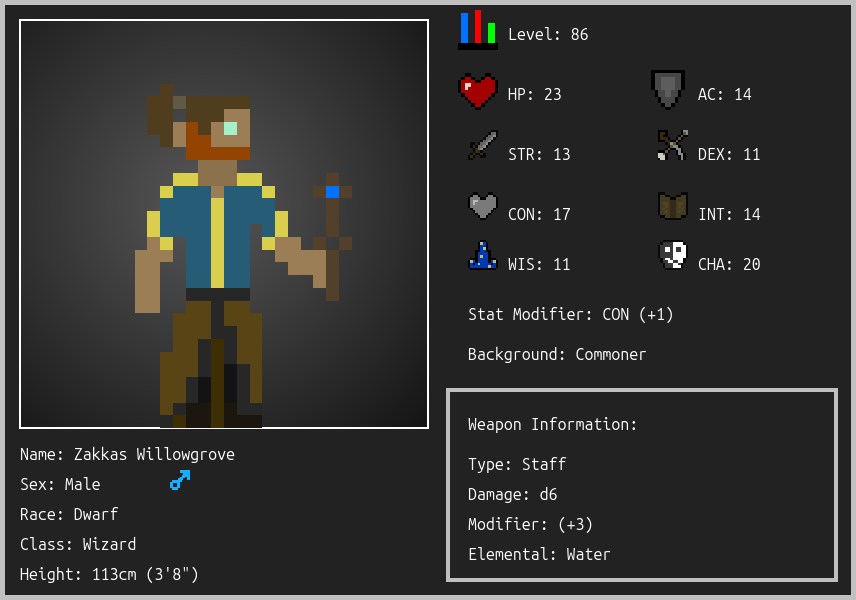 Level: 86
HP: 23
AC: 14
STR: 13
DEX: 11
CON: 17
INT: 14
WIS: 11
CHA: 20
Stat Modifier: CON (+1)
Background: Commoner
Weapon Information:
Type: Staff
Damage: d6
Modifier: (+3)
Elemental: Water
Name: Zakkas Willowgrove
Sex: Male
Race: Dwarf
Class: Wizard
Height: 113cm (3'8")